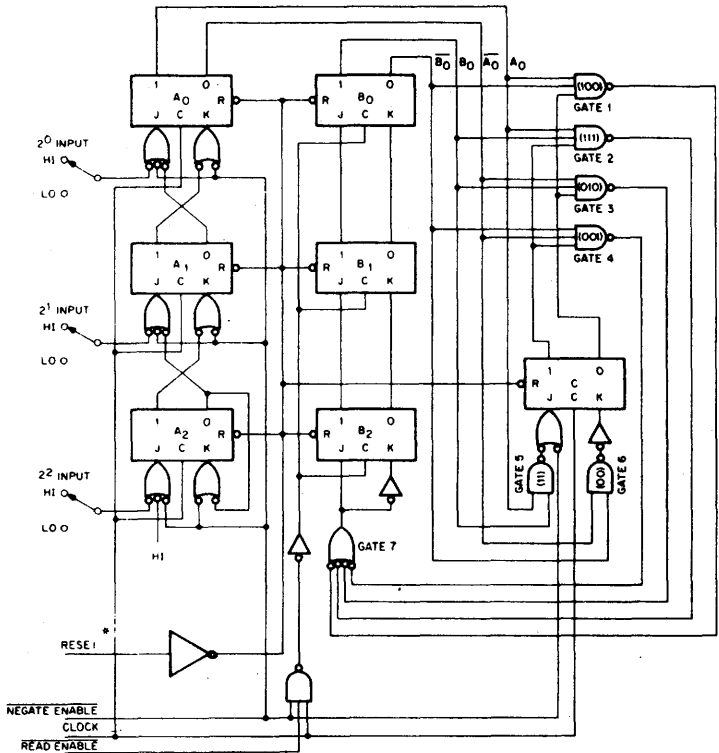 B̅₀ B₀ A̅₀ A₀
1 0
A₀ R
J C K
1 0
B₀ R
J C K
(100)
GATE 1
(111)
GATE 2
(010)
GATE 3
(001)
GATE 4
2⁰ INPUT
HI
LO
1 0
A₁ R
J C K
1 0
B₁ R
J C K
2¹ INPUT
HI
LO
1 0
R C
J C K
1 0
A₂ R
J C K
1 0
B₂ R
J C K
GATE 5
(11)
(00)
GATE 6
2² INPUT
HI
LO
HI
GATE 7
*
RESET
NEGATE ENABLE
CLOCK
READ ENABLE